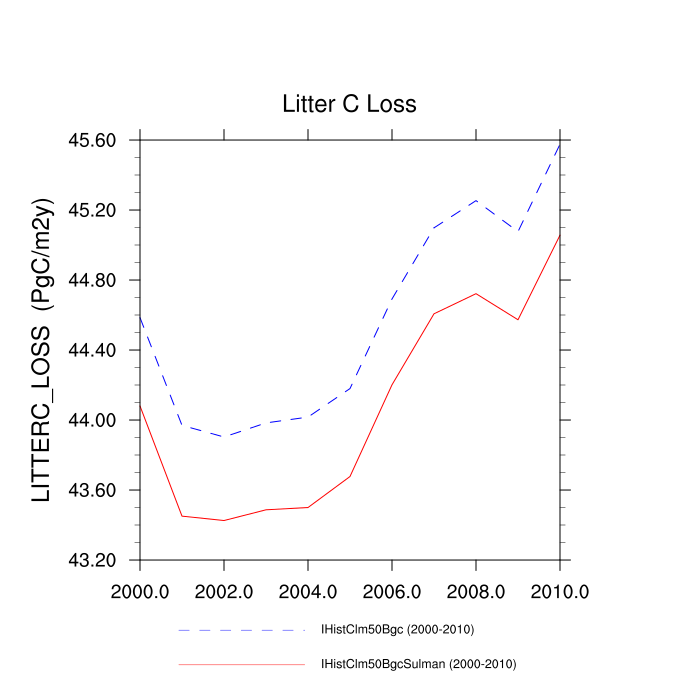 Litter C Loss
LITTERC_LOSS (PgC/m2y)
45.60
45.20
44.80
44.40
44.00
43.60
43.20
2000.0 2002.0 2004.0 2006.0 2008.0 2010.0
IHistClm50Bgc (2000-2010)
IHistClm50BgcSulman (2000-2010)